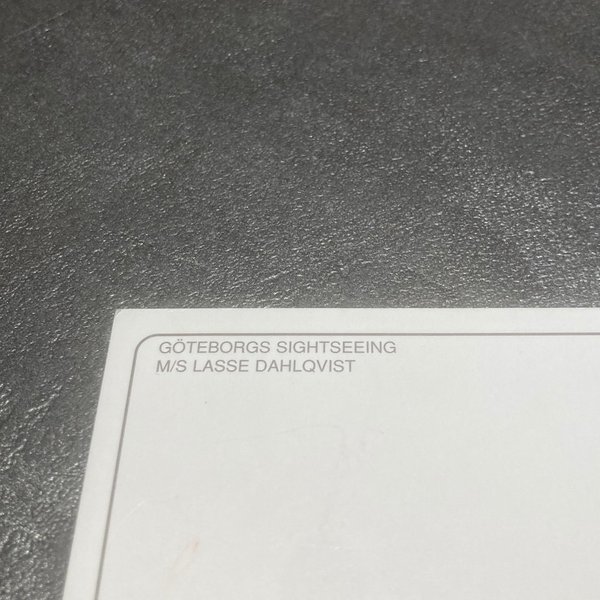 GÖTEBORGS SIGHTSEEING
M/S LASSE DAHLQVIST